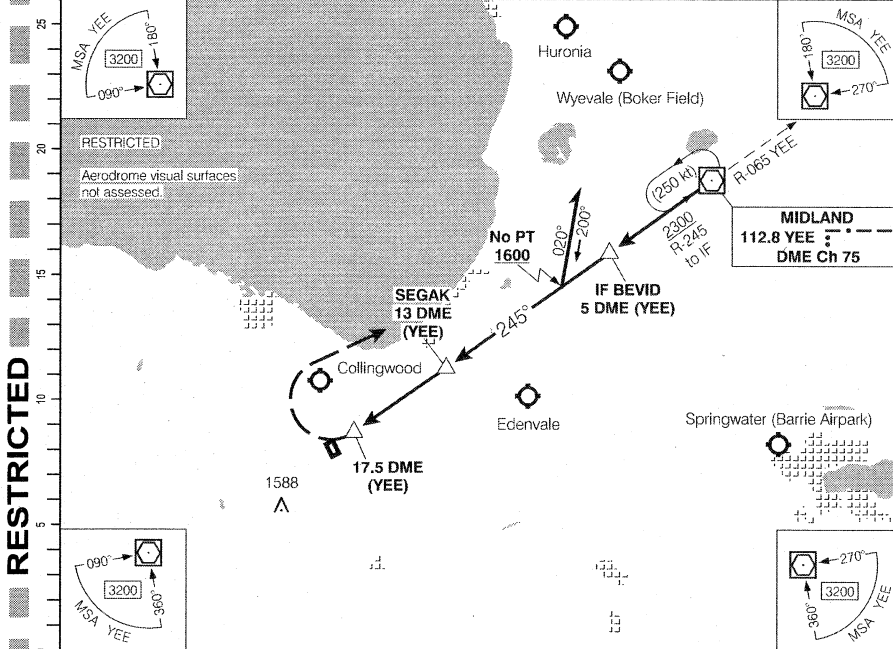 25
20
15
10
5
RESTRICTED
MSA YEE
3200
180°
090°
RESTRICTED
Aerodrome visual surfaces
not assessed.
Huronia
Wyevale (Boker Field)
MSA YEE
3200
180°
270°
R-065 YEE
(250 kt)
2300
R-245
to IF
MIDLAND
112.8 YEE
DME Ch 75
No PT
1600
020°
200°
IF BEVID
5 DME (YEE)
SEGAK
13 DME
(YEE)
245°
Collingwood
Edenvale
Springwater (Barrie Airpark)
17.5 DME
(YEE)
1588
090°
3200
360°
MSA YEE
270°
3200
360°
MSA YEE